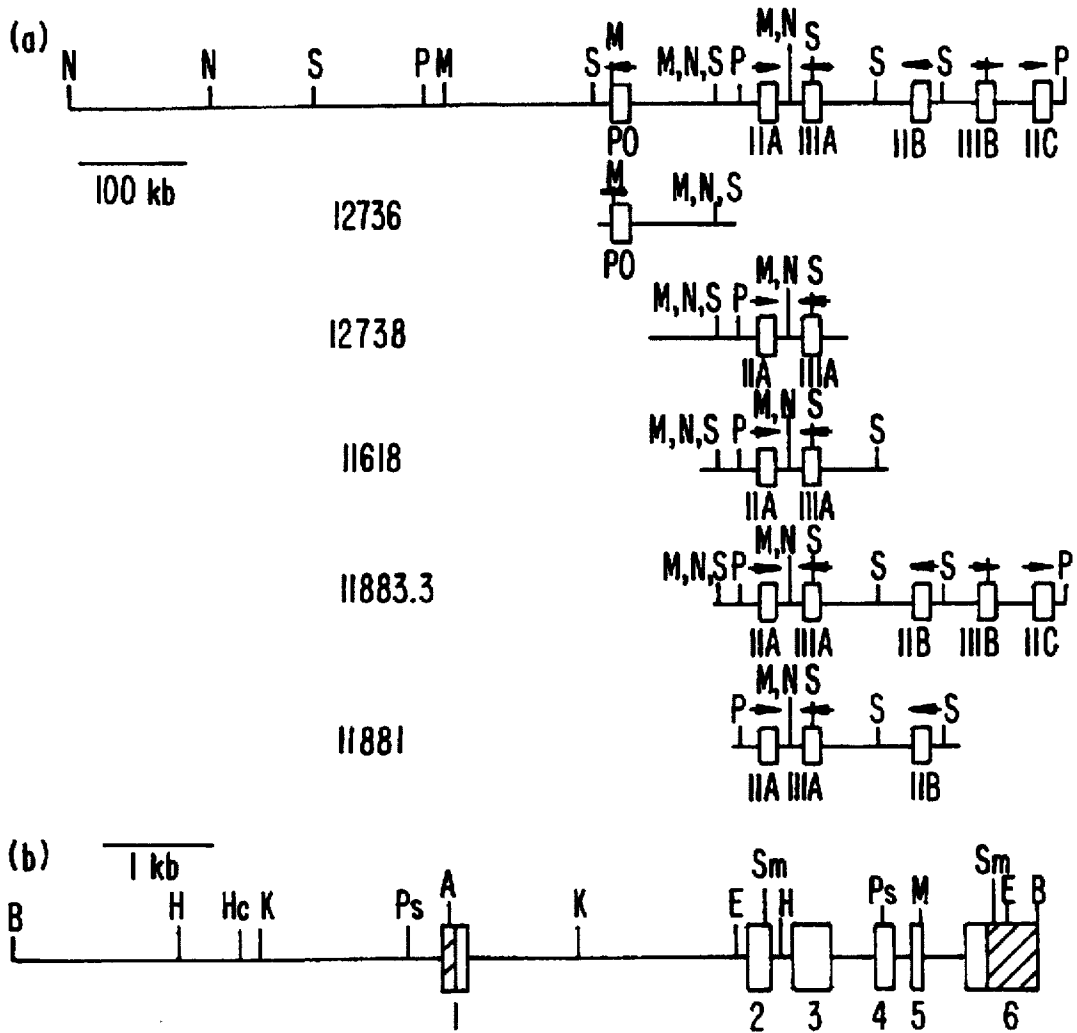 (a)
N N S P M S M M,N,S P M,N S S S P
PO IIA IIIA IIB IIIB IIC
100 kb
12736
M M,N,S
PO
12738
M,N,S P M,N S
IIA IIIA
11618
M,N,S P M,N S S
IIA IIIA
11883.3
M,N,S P M,N S S S P
IIA IIIA IIB IIIB IIC
11881
P M,N S S S
IIA IIIA IIB
(b)
1 kb
B H Hc K Ps A K E Sm H Ps M Sm E B
1 2 3 4 5 6